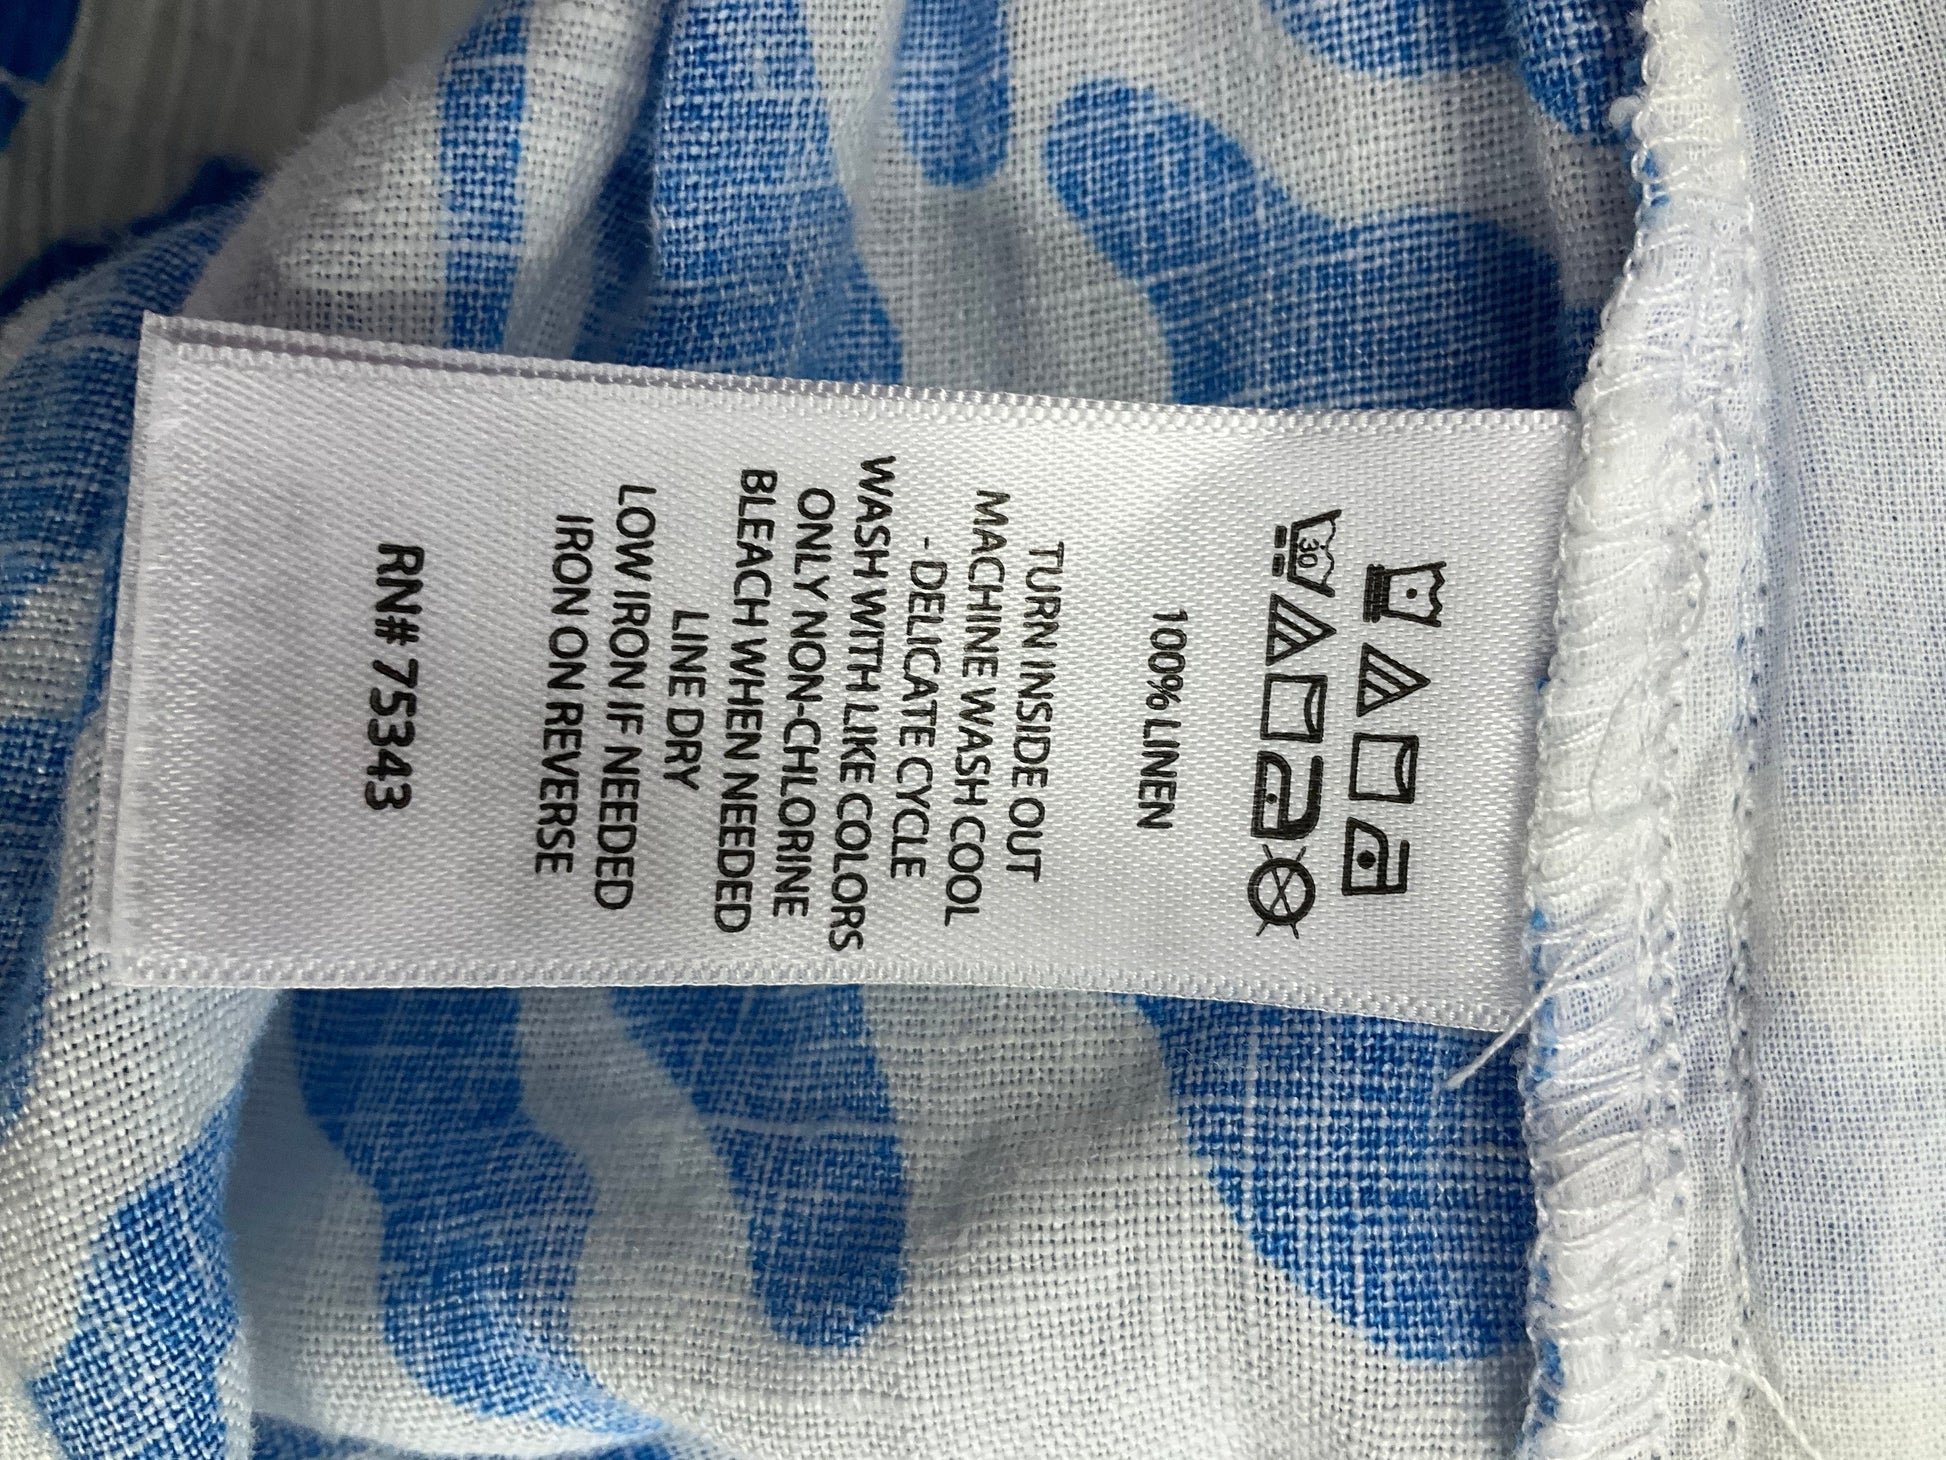 30
100% LINEN
TURN INSIDE OUT
MACHINE WASH COOL
-DELICATE CYCLE
WASH WITH LIKE COLORS
ONLY NON-CHLORINE
BLEACH WHEN NEEDED
LINE DRY
LOW IRON IF NEEDED
IRON ON REVERSE
RN# 75343